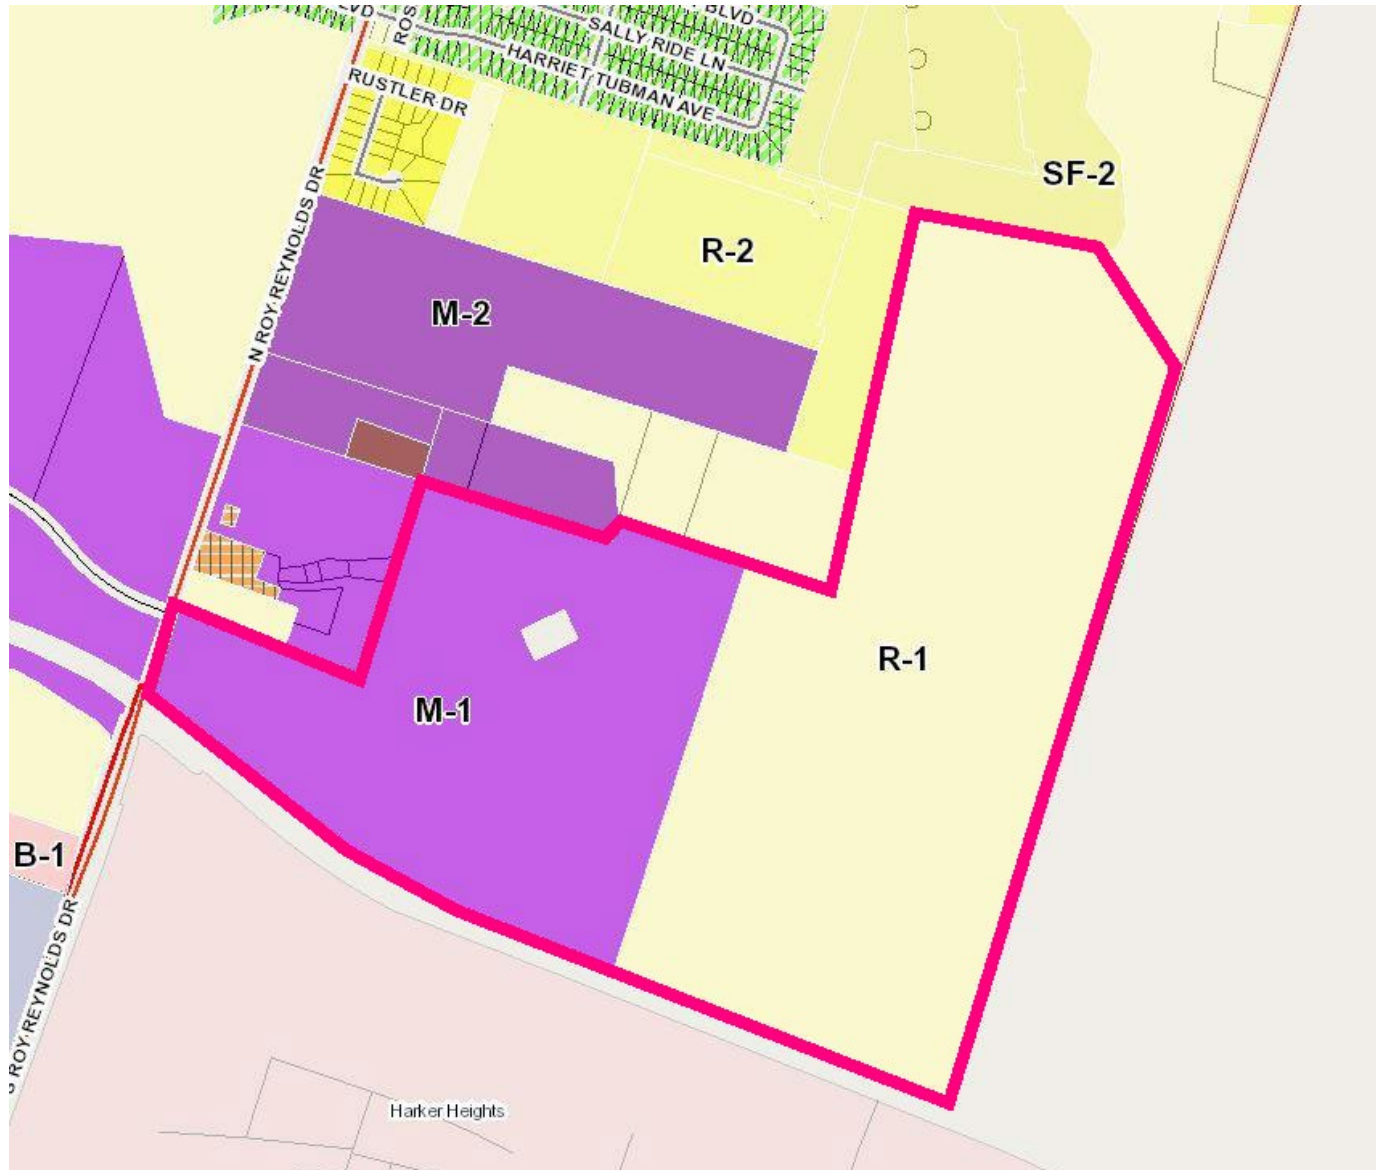 LVD
ROS
BLVD
SALLY RIDE LN
HARRIET TUBMAN AVE
RUSTLER DR
SF-2
N ROY REYNOLDS DR
R-2
M-2
R-1
M-1
B-1
S ROY REYNOLDS DR
Harker Heights